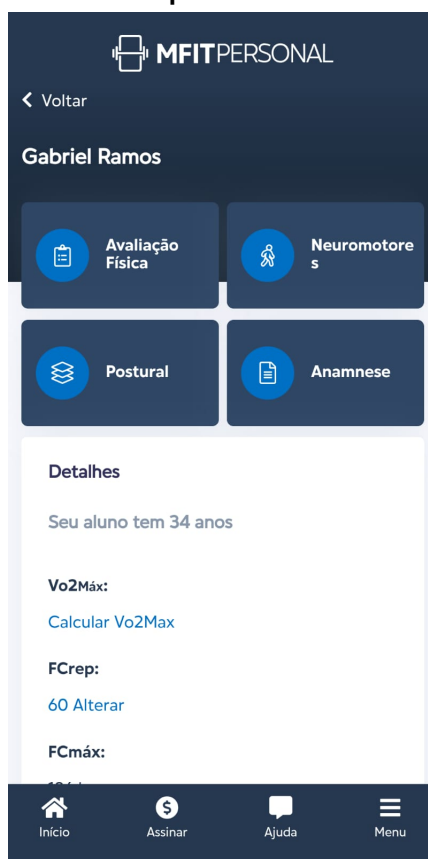 MFITPERSONAL
Voltar
Gabriel Ramos
Avaliação
Física
Neuromotore
s
Postural
Anamnese
Detalhes
Seu aluno tem 34 anos
Vo2Máx:
Calcular Vo2Max
FCrep:
60 Alterar
FCmáx:
Início
Assinar
Ajuda
Menu